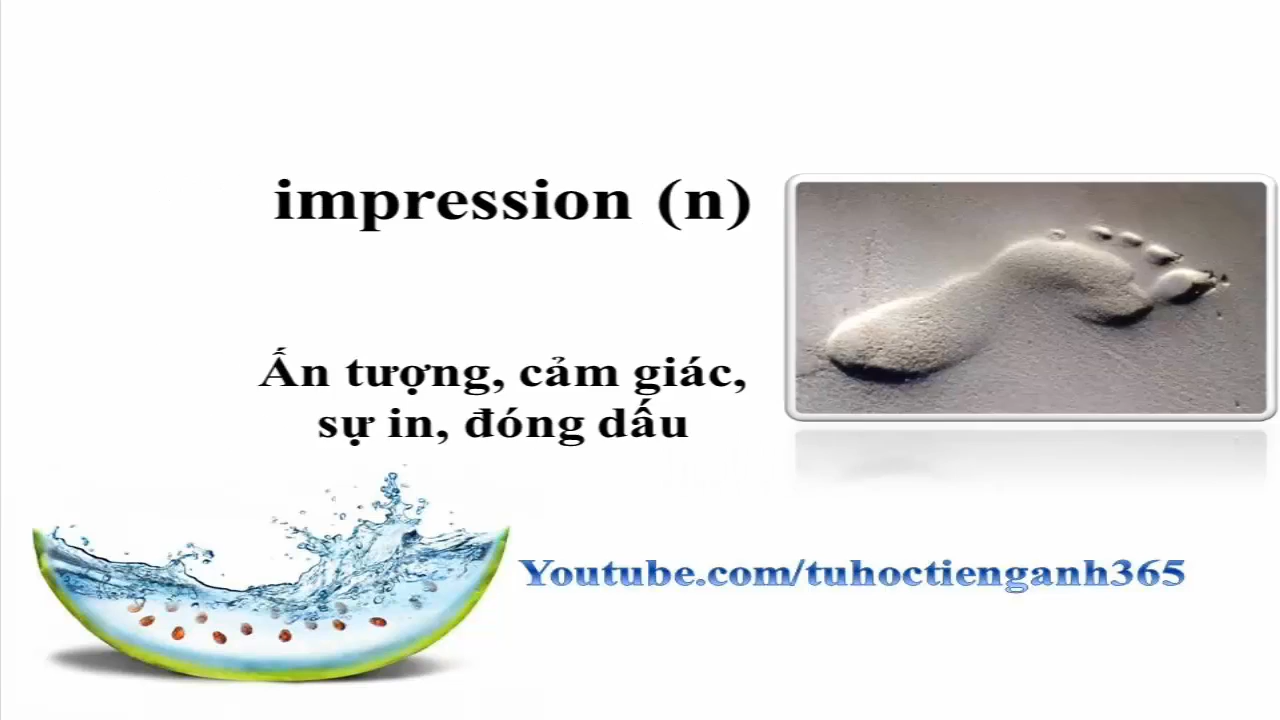 impression (n)
Ấn tượng, cảm giác,
sự in, đóng dấu
Youtube.com/tuhoctienganh365